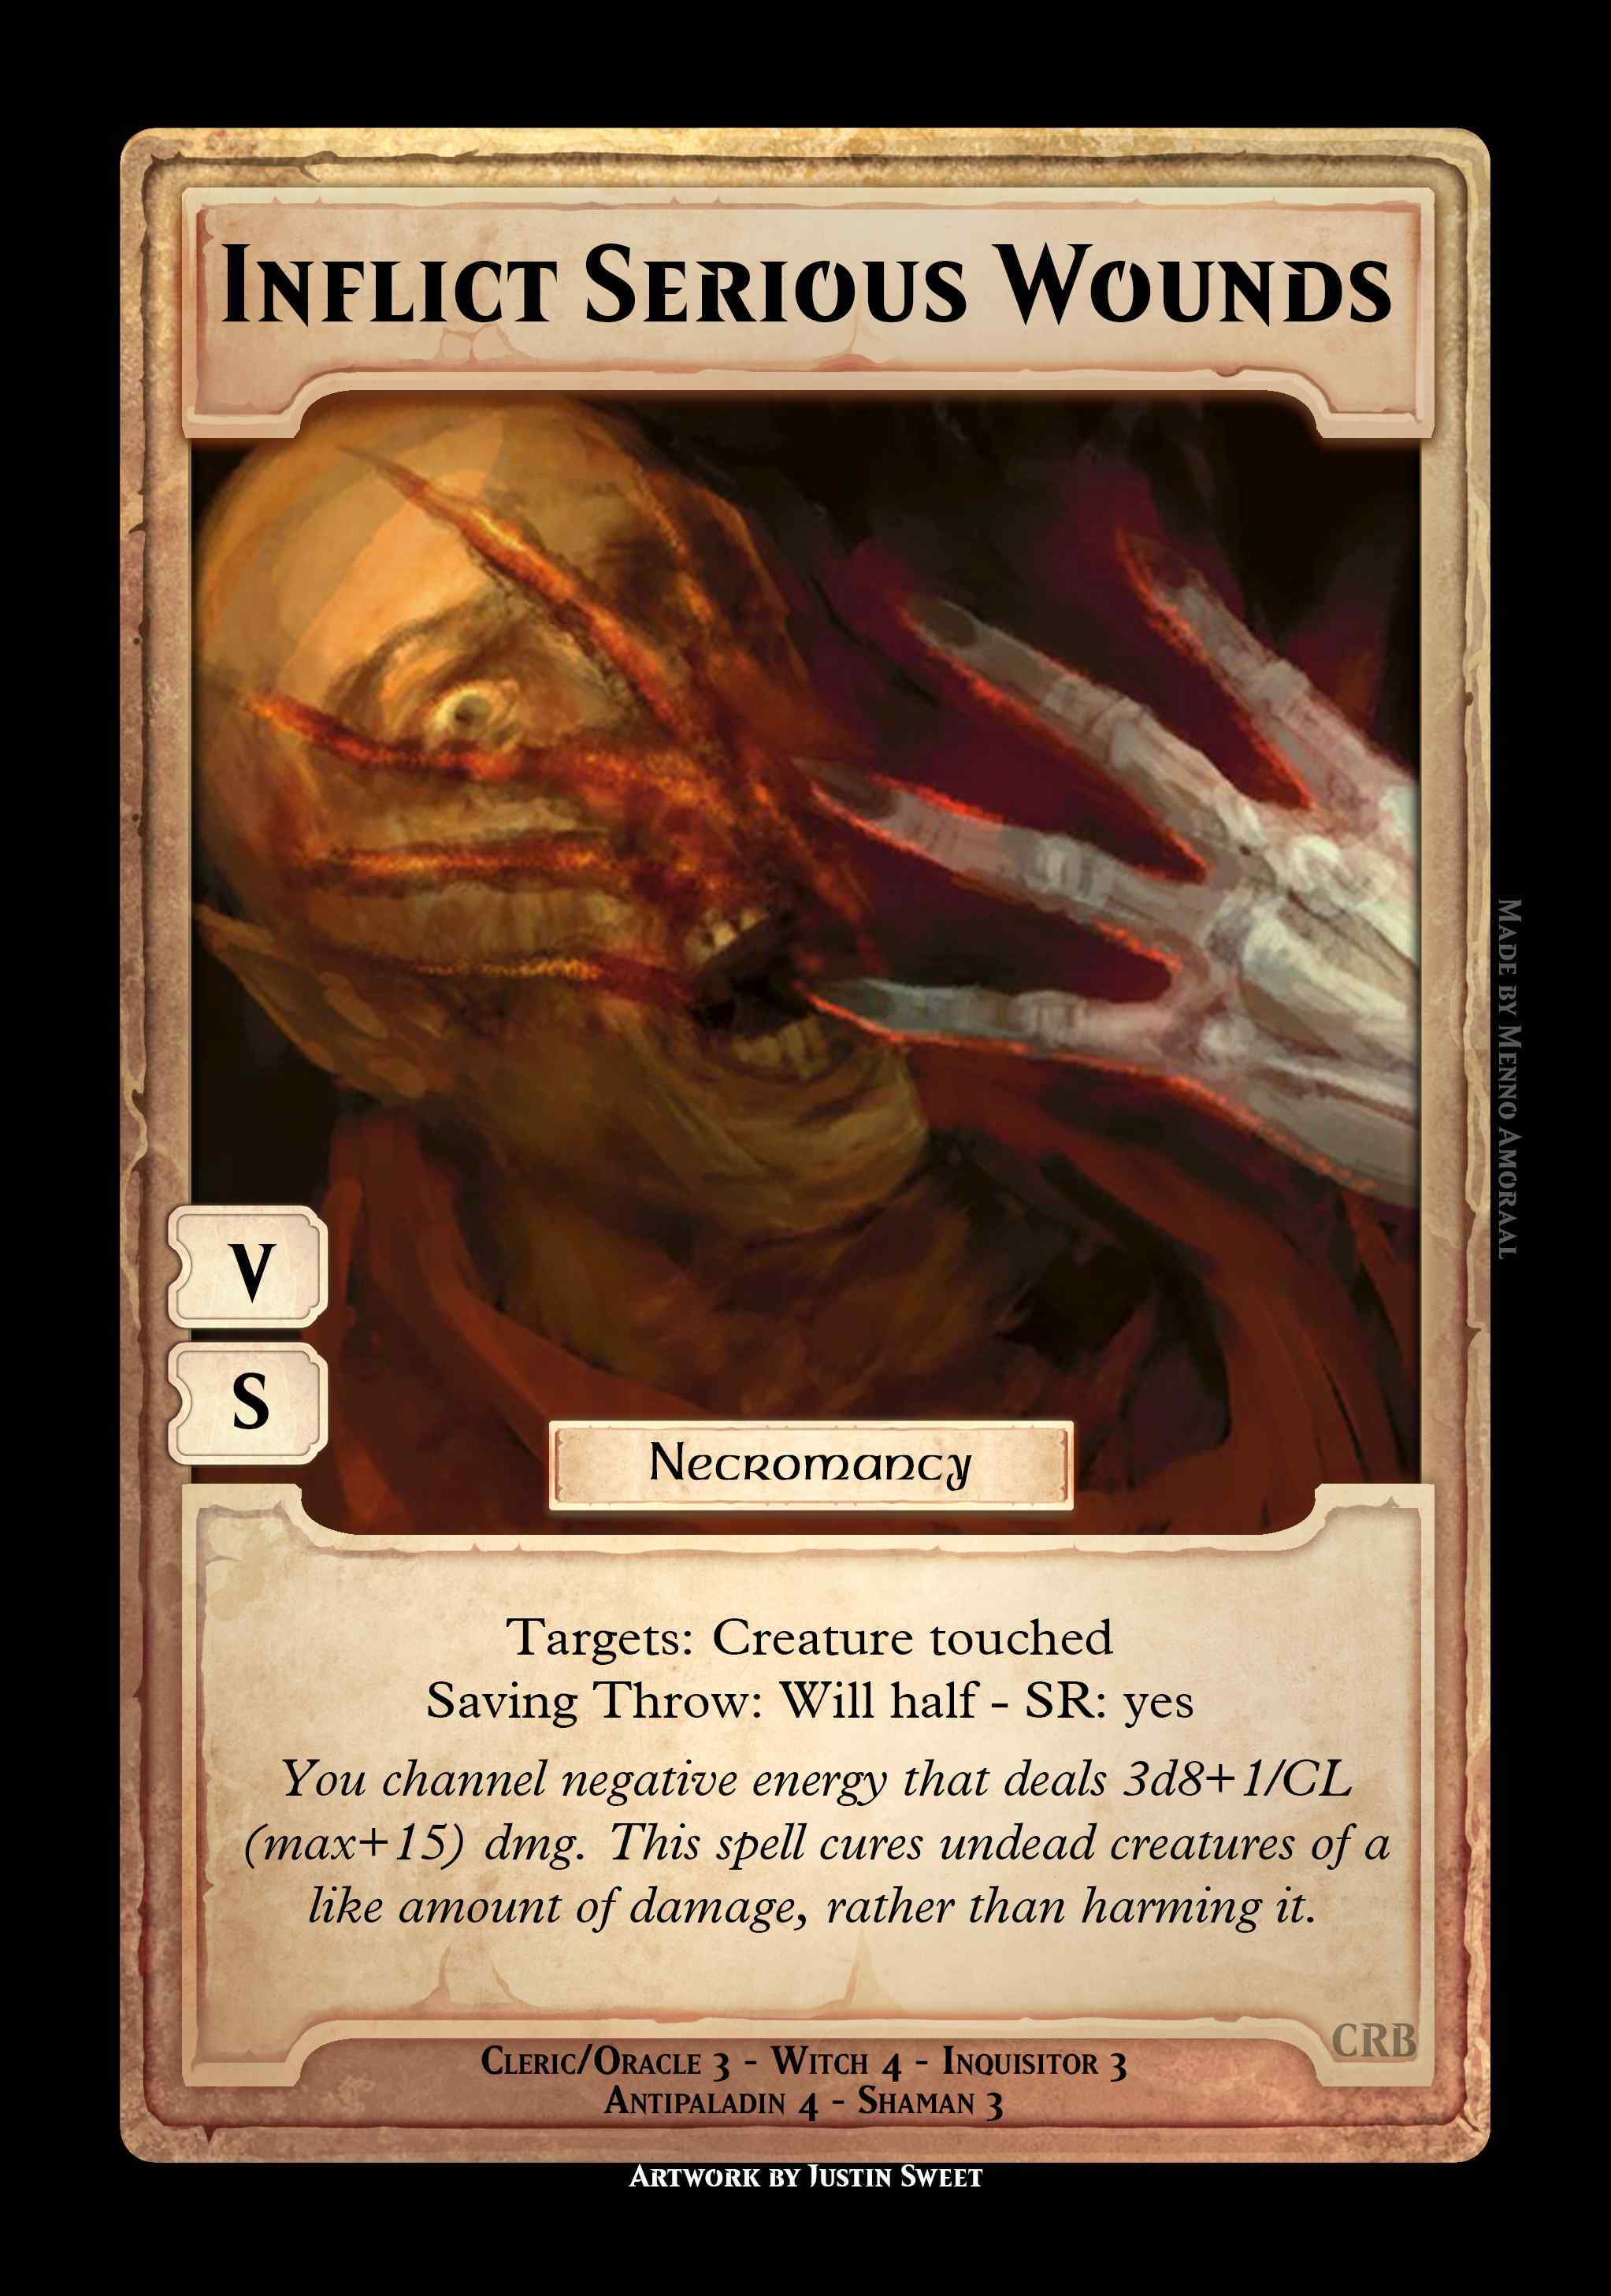 Inflict Serious Wounds
Made by Menno Amoraal
V
S
Necromancy
Targets: Creature touched
Saving Throw: Will half - SR: yes
You channel negative energy that deals 3d8+1/CL
(max+15) dmg. This spell cures undead creatures of a
like amount of damage, rather than harming it.
CRB
Cleric/Oracle 3 - Witch 4 - Inquisitor 3
Antipaladin 4 - Shaman 3
Artwork by Justin Sweet